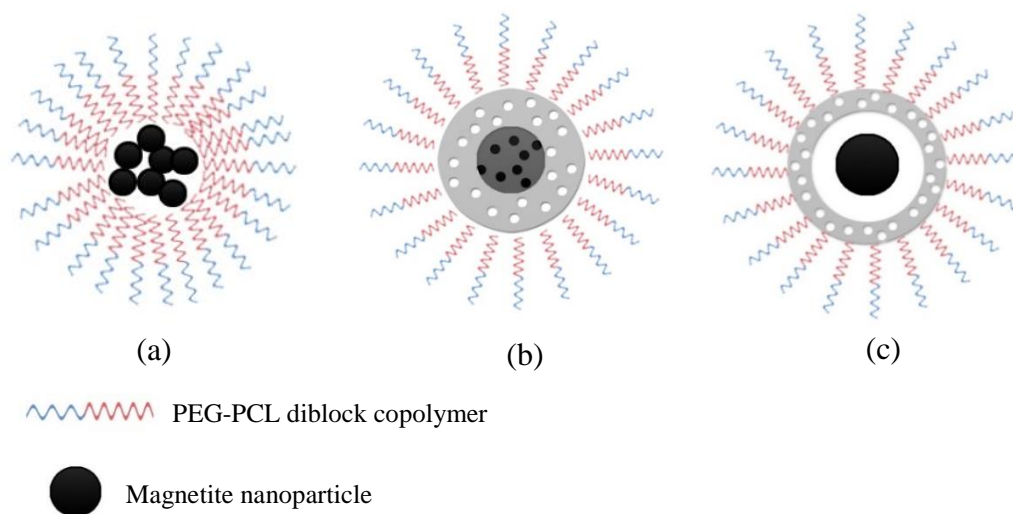 (a)
(b)
(c)
PEG-PCL diblock copolymer
Magnetite nanoparticle